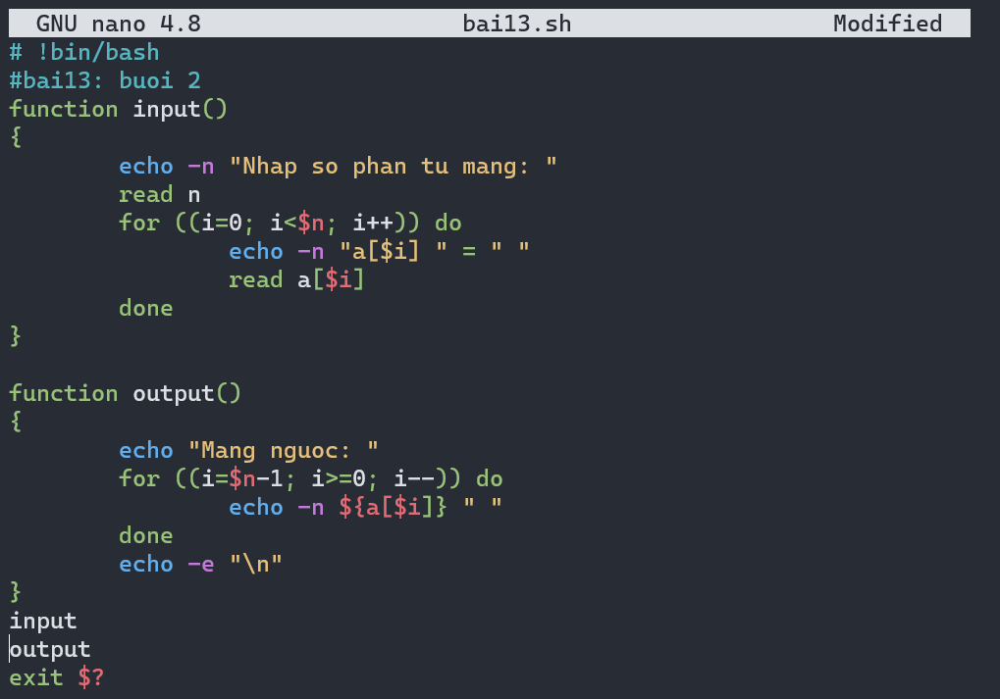 GNU nano 4.8 bai13.sh Modified
# !bin/bash
#bai13: buoi 2
function input()
{
        echo -n "Nhap so phan tu mang: "
        read n
        for ((i=0; i<$n; i++)) do
                echo -n "a[$i] " = " "
                read a[$i]
        done
}

function output()
{
        echo "Mang nguoc: "
        for ((i=$n-1; i>=0; i--)) do
                echo -n ${a[$i]} " "
        done
        echo -e "\n"
}
input
output
exit $?